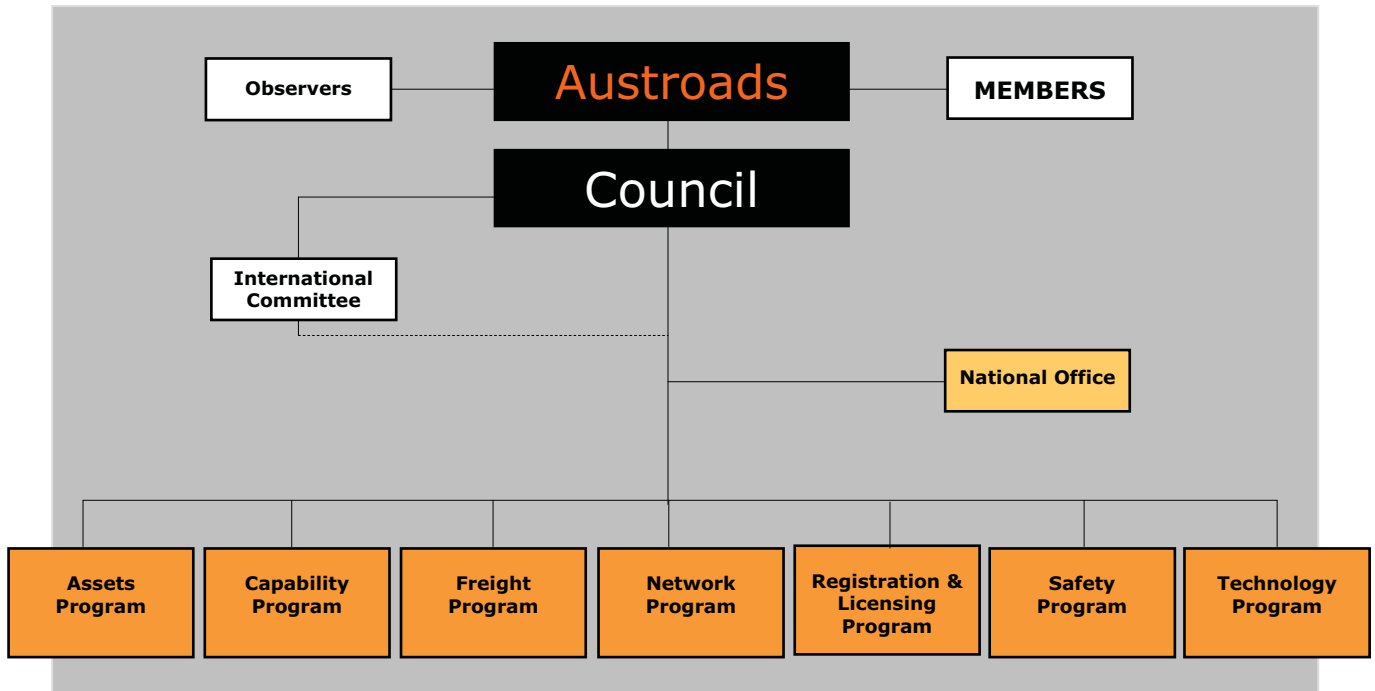 Observers
Austroads
MEMBERS
Council
International
Committee
National Office
Assets
Program
Capability
Program
Freight
Program
Network
Program
Registration &
Licensing
Program
Safety
Program
Technology
Program